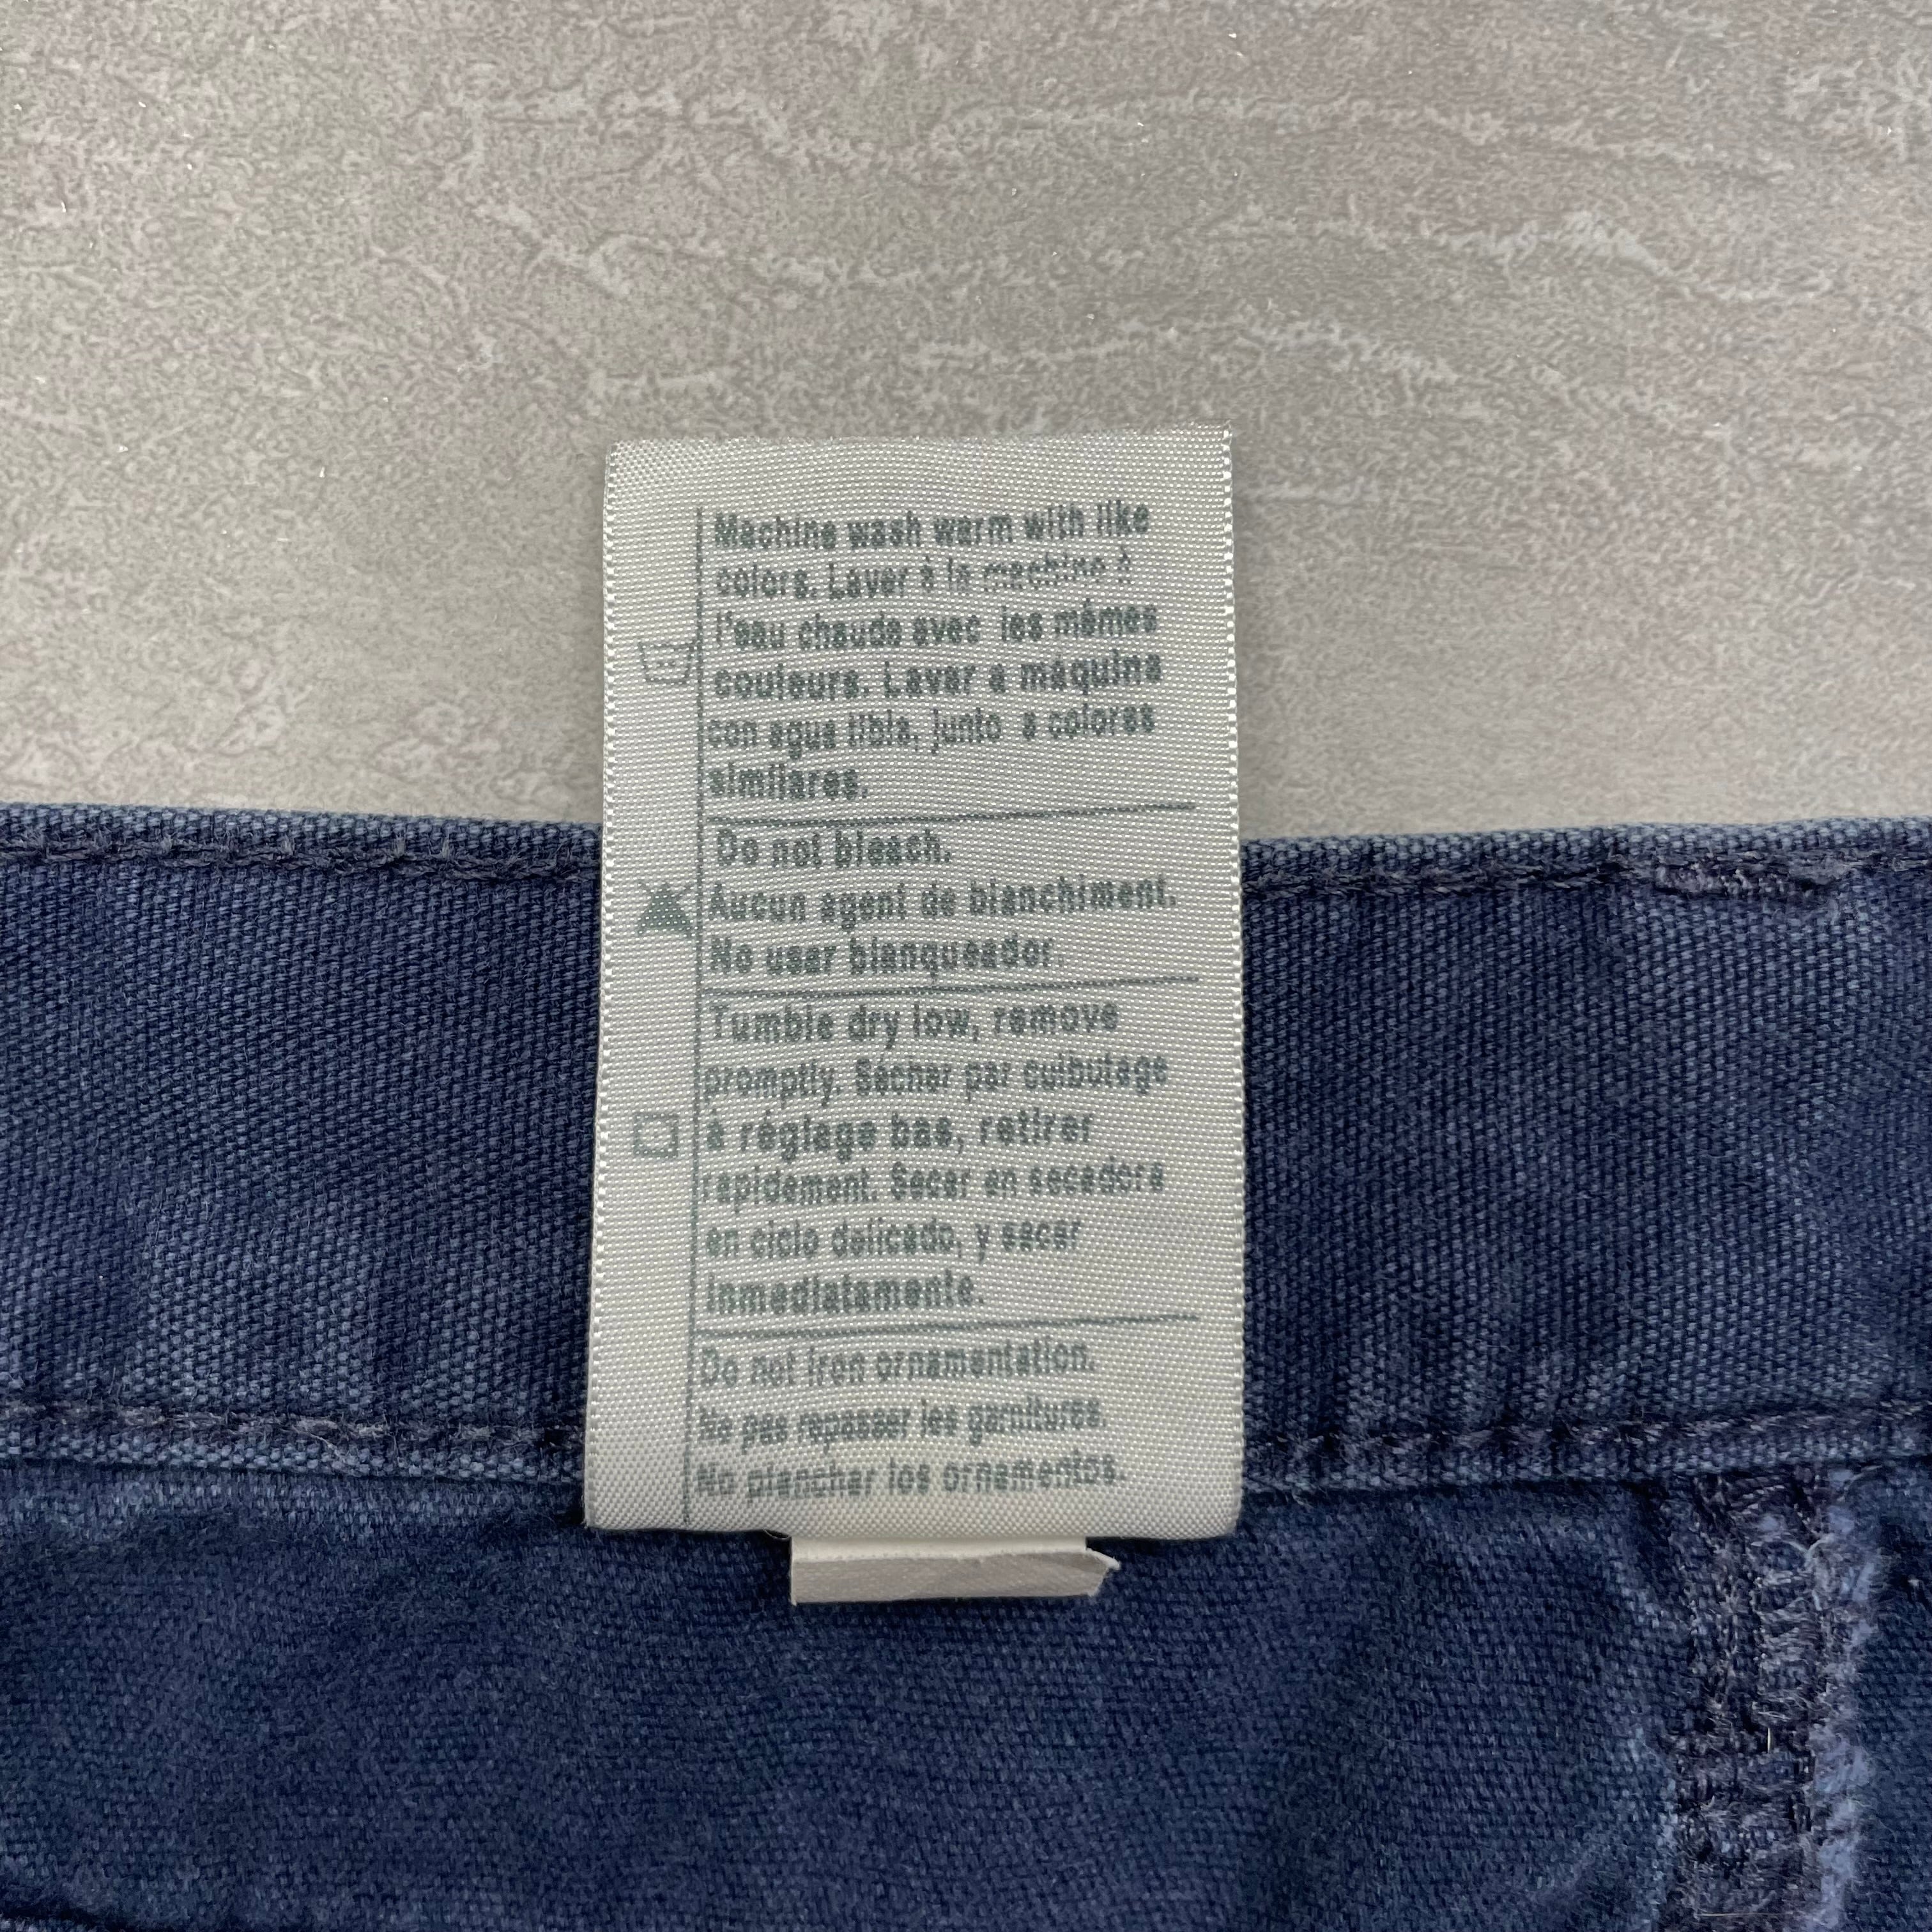 Machine wash warm with like
colors. Laver à la machine à
l'eau chaude avec les mêmes
couleurs. Lavar a máquina
con agua tibia, junto a colores
similares.
Do not bleach.
Aucun agent de blanchiment.
No usar blanqueador.
Tumble dry low, remove
promptly. Sécher par culbutage
à réglage bas, retirer
rapidement. Secar en secadora
en ciclo delicado, y sacar
inmediatamente.
Do not iron ornamentation.
Ne pas repasser les garnitures.
No planchar los ornamentos.